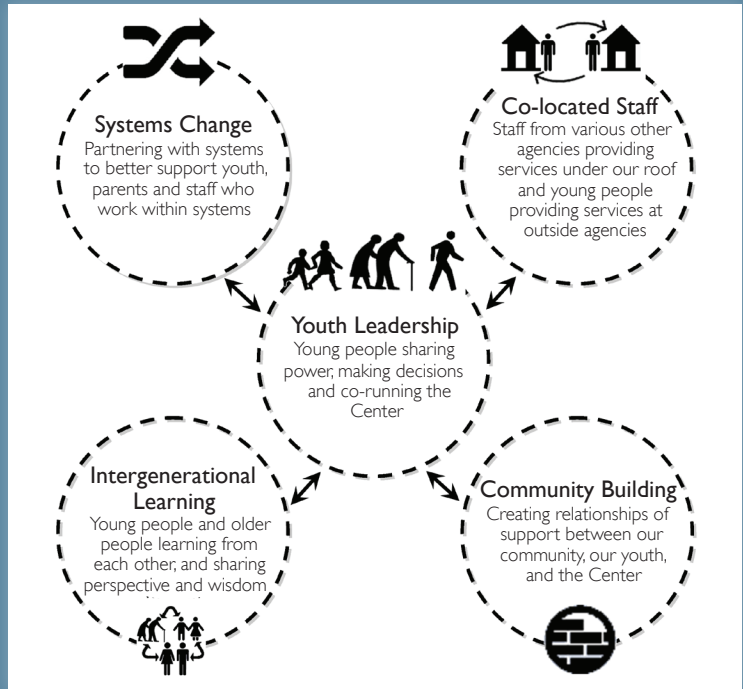 Systems Change
Partnering with systems
to better support youth,
parents and staff who
work within systems
Co-located Staff
Staff from various other
agencies providing
services under our roof
and young people
providing services at
outside agencies
Youth Leadership
Young people sharing
power, making decisions
and co-running the
Center
Intergenerational
Learning
Young people and older
people learning from
each other, and sharing
perspective and wisdom
Community Building
Creating relationships of
support between our
community, our youth,
and the Center